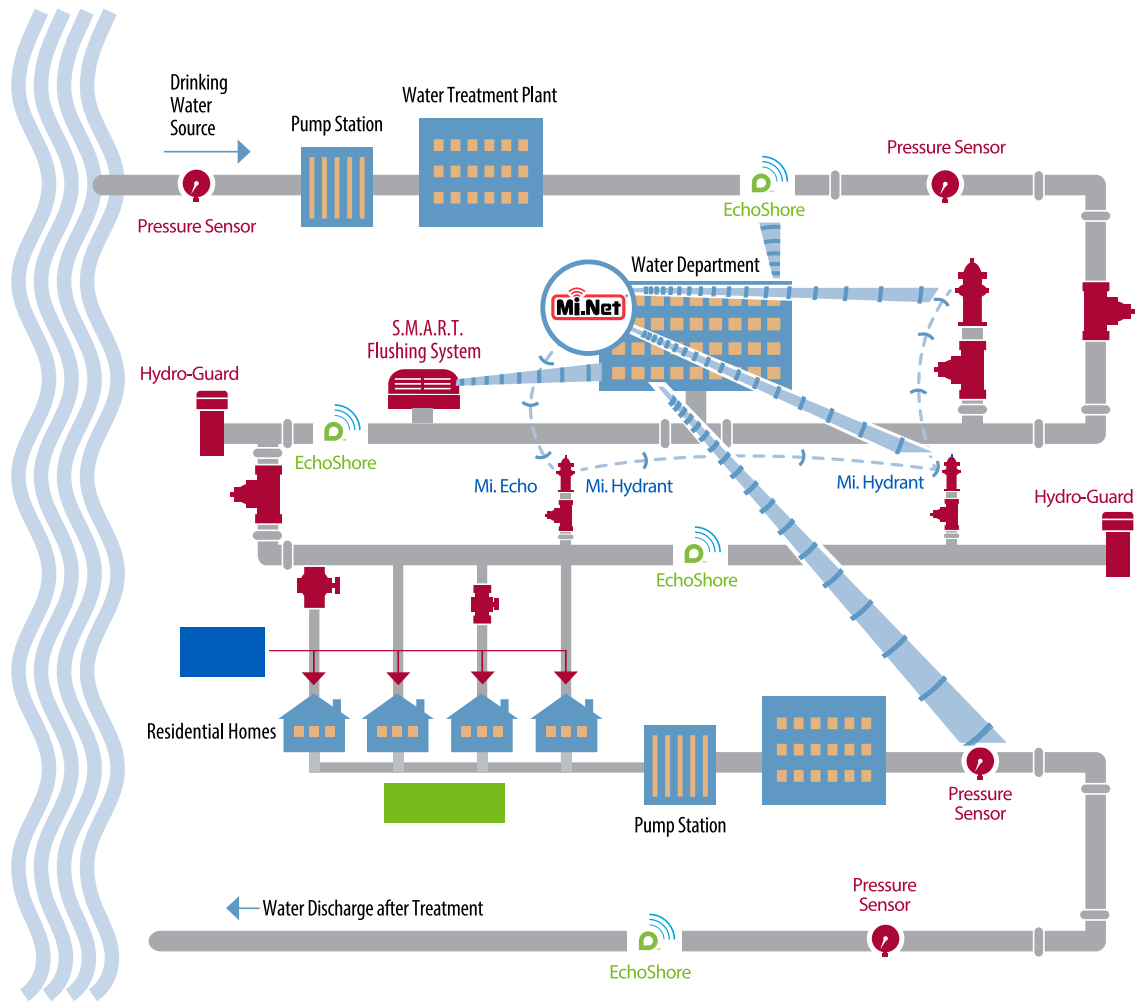 Drinking
Water
Source
Pump Station
Water Treatment Plant
Pressure Sensor
Pressure Sensor
EchoShore
Water Department
Mi.Net
S.M.A.R.T.
Flushing System
Hydro-Guard
EchoShore
Mi. Echo
Mi. Hydrant
Mi. Hydrant
Hydro-Guard
EchoShore
Residential Homes
Pump Station
Pressure
Sensor
Pressure
Sensor
Water Discharge after Treatment
EchoShore